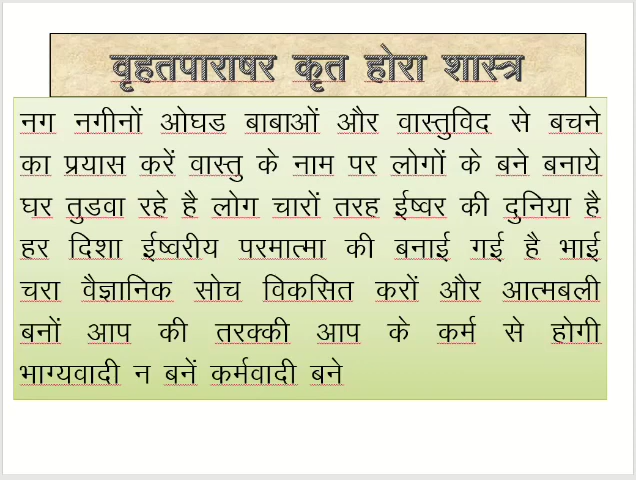 वृहतपाराषर कृत होरा शास्त्र
नग नगीनों ओघड बाबाओं और वास्तुविद से बचने
का प्रयास करें वास्तु के नाम पर लोगों के बने बनाये
घर तुडवा रहे है लोग चारों तरह ईष्वर की दुनिया है
हर दिशा ईष्वरीय परमात्मा की बनाई गई है भाई
चरा वैज्ञानिक सोच विकसित करों और आत्मबली
बनों आप की तरक्की आप के कर्म से होगी
भाग्यवादी न बनें कर्मवादी बने